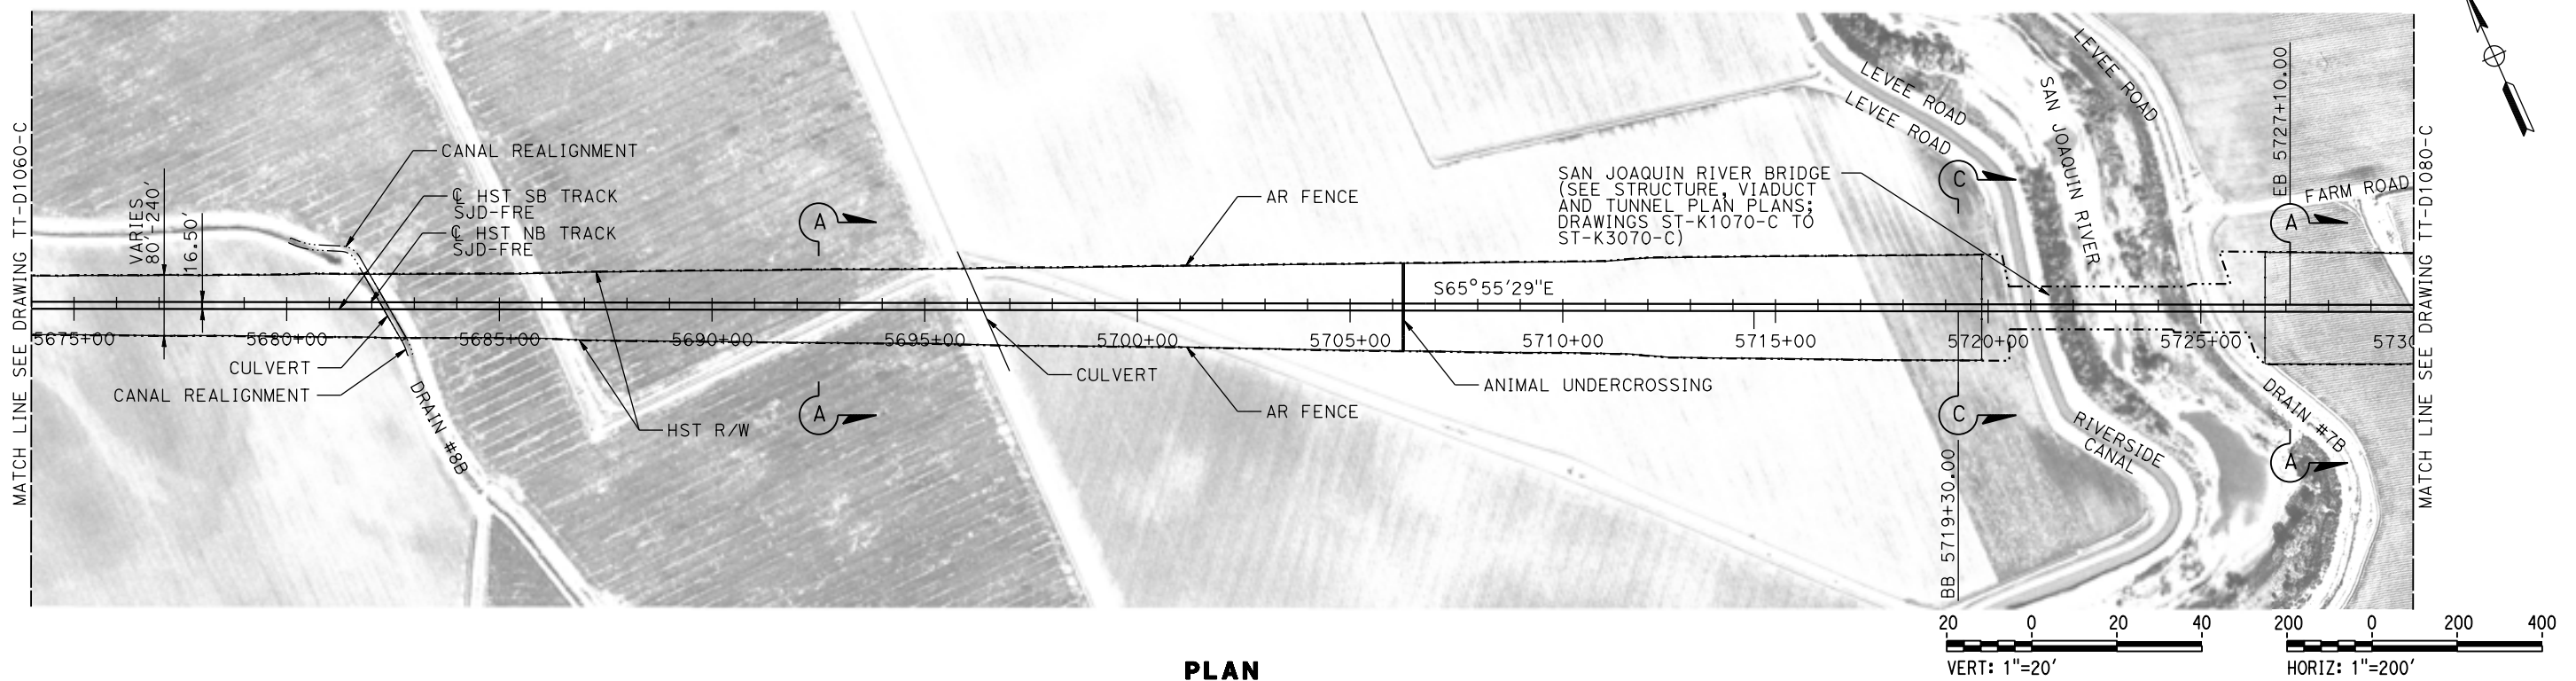 MATCH LINE SEE DRAWING TT-D1060-C
VARIES
80'-240'
16.50'
CANAL REALIGNMENT
℄ HST SB TRACK
SJD-FRE
℄ HST NB TRACK
SJD-FRE
A
AR FENCE
SAN JOAQUIN RIVER BRIDGE
(SEE STRUCTURE, VIADUCT
AND TUNNEL PLAN PLANS;
DRAWINGS ST-K1070-C TO
ST-K3070-C)
LEVEE ROAD
LEVEE ROAD
C
SAN JOAQUIN RIVER
LEVEE ROAD
EB 5727+10.00
FARM ROAD
A
MATCH LINE SEE DRAWING TT-D1080-C
S65°55'29"E
5675+00
5680+00
5685+00
5690+00
5695+00
5700+00
5705+00
5710+00
5715+00
5720+00
5725+00
5730
CULVERT
CANAL REALIGNMENT
DRAIN #8B
HST R/W
A
CULVERT
AR FENCE
ANIMAL UNDERCROSSING
C
BB 5719+30.00
RIVERSIDE
CANAL
DRAIN #7B
A
PLAN
20 0 20 40
VERT: 1"=20'
200 0 200 400
HORIZ: 1"=200'